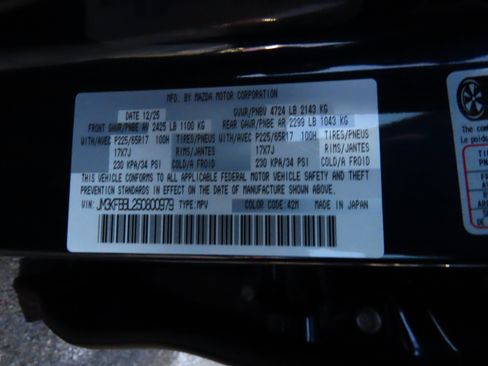 MFD. BY MAZDA MOTOR CORPORATION
DATE 12/25 GVWR/PNBV 4724 LB 2143 KG
FRONT GAWR/PNBE AV 2425 LB 1100 KG REAR GAWR/PNBE AR 2299 LB 1043 KG
WITH/AVEC P225/65R17 100H TIRES/PNEUS WITH/AVEC P225/65R17 100H TIRES/PNEUS
17X7J RIMS/JANTES 17X7J RIMS/JANTES
230 KPA/34 PSI COLD/A FROID 230 KPA/34 PSI COLD/A FROID
THIS VEHICLE CONFORMS TO ALL APPLICABLE FEDERAL MOTOR VEHICLE SAFETY AND THEFT
PREVENTION STANDARDS IN EFFECT ON THE DATE OF MANUFACTURE SHOWN ABOVE.
VIN: TYPE:MPV COLOR CODE: 42M MADE IN JAPAN
The
comb